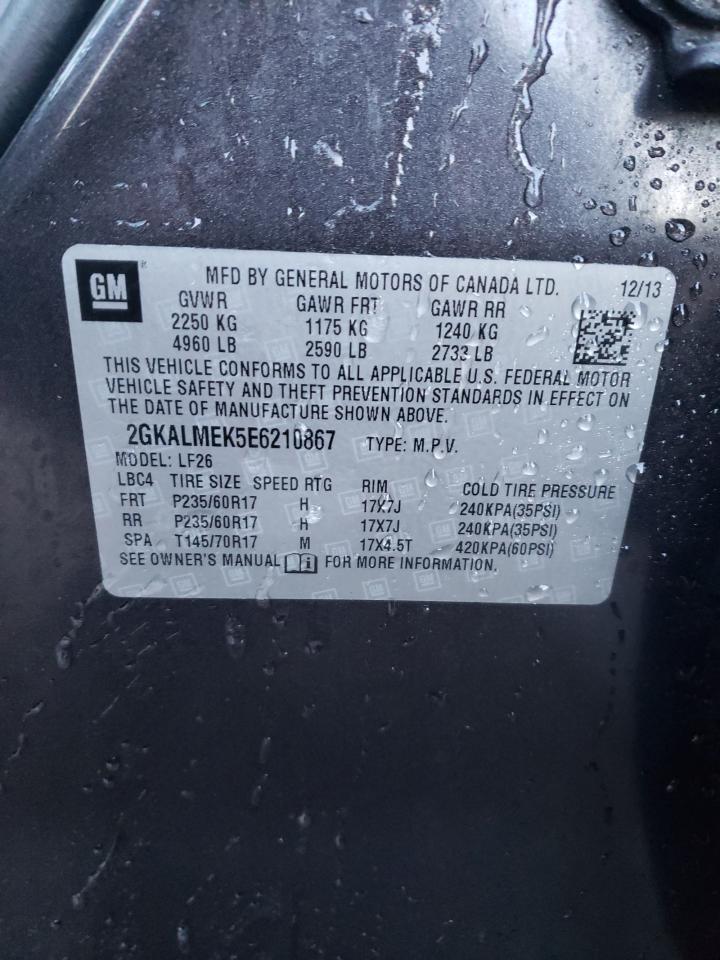 GM MFD BY GENERAL MOTORS OF CANADA LTD. 12/13
GVWR GAWR FRT GAWR RR
2250 KG 1175 KG 1240 KG
4960 LB 2590 LB 2733 LB
THIS VEHICLE CONFORMS TO ALL APPLICABLE U.S. FEDERAL MOTOR
VEHICLE SAFETY AND THEFT PREVENTION STANDARDS IN EFFECT ON
THE DATE OF MANUFACTURE SHOWN ABOVE.
2GKALMEK5E6210867 TYPE: M.P.V.
MODEL: LF26
LBC4 TIRE SIZE SPEED RTG RIM COLD TIRE PRESSURE
FRT P235/60R17 H 17X7J 240KPA(35PSI)
RR P235/60R17 H 17X7J 240KPA(35PSI)
SPA T145/70R17 M 17X4.5T 420KPA(60PSI)
SEE OWNER'S MANUAL i FOR MORE INFORMATION.